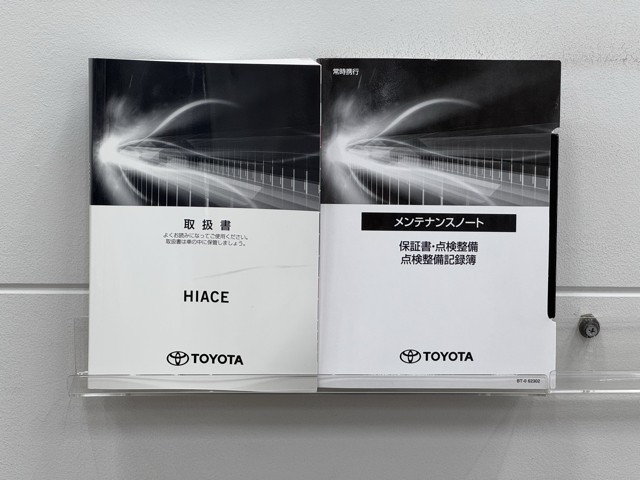 取扱書
よくお読みになってご使用ください。
取扱書は車の中に保管しましょう。
HIACE
TOYOTA
常時携行
メンテナンスノート
保証書・点検整備
点検整備記録簿
TOYOTA